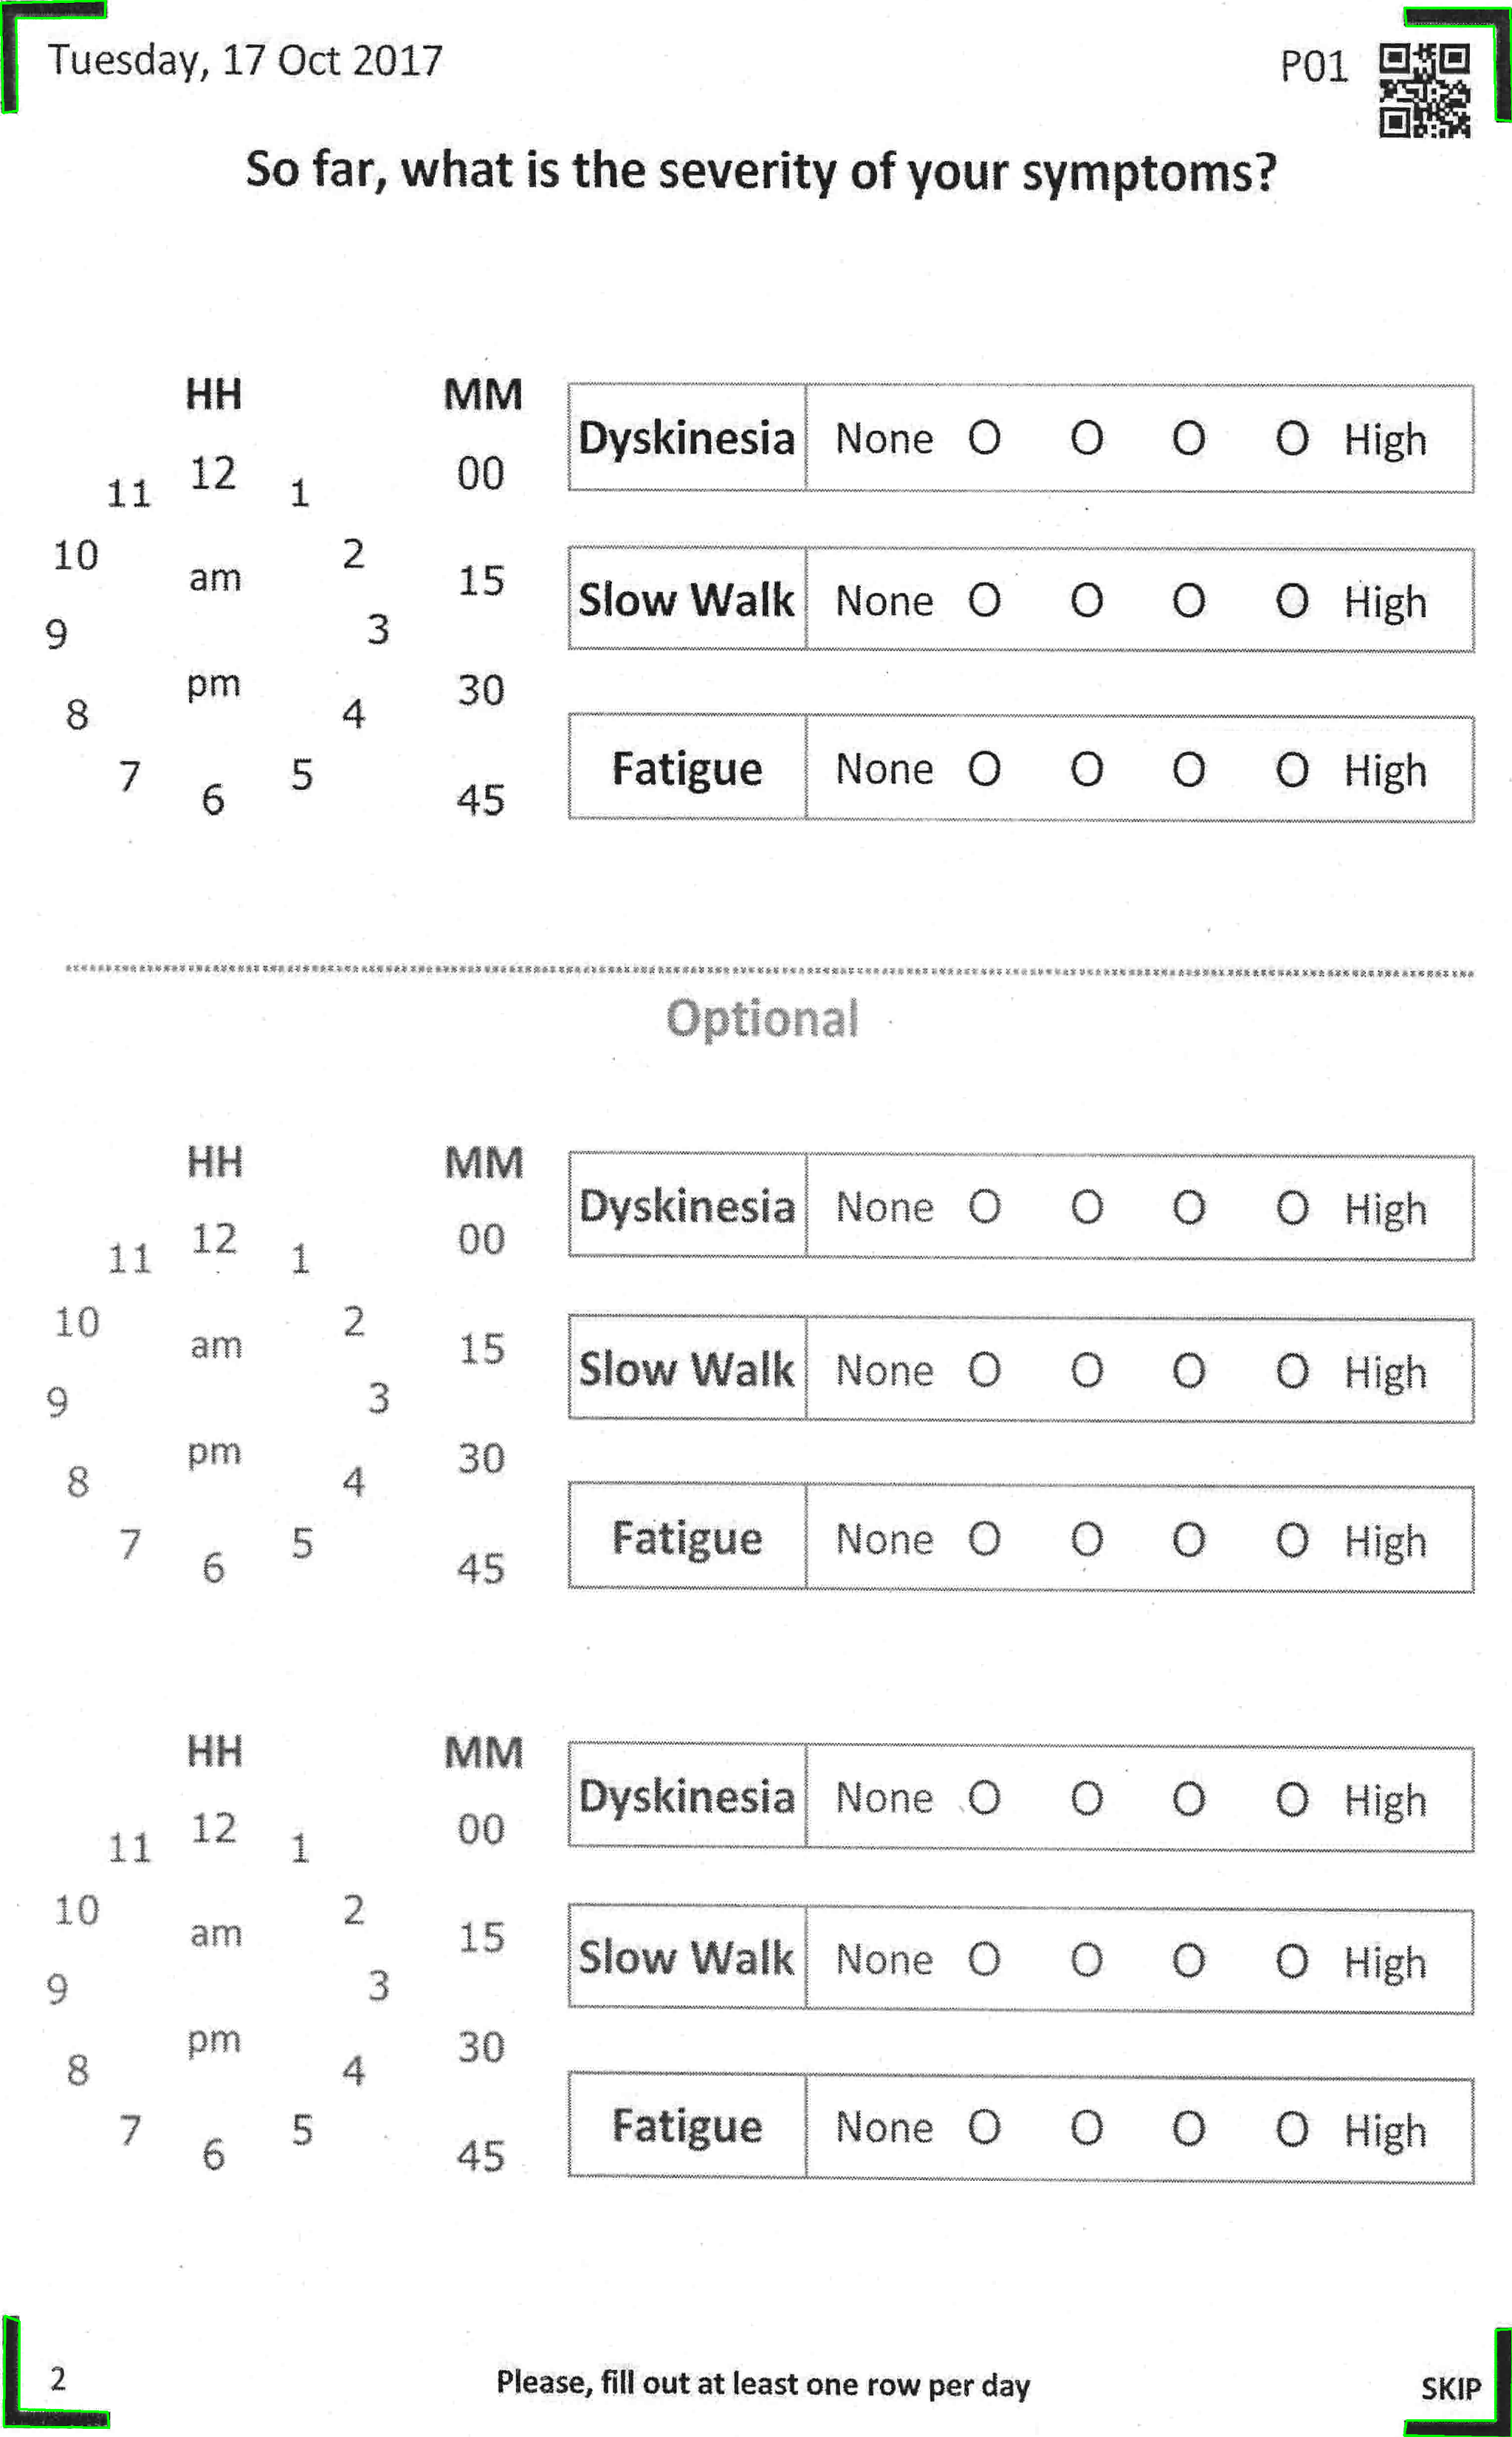 Tuesday, 17 Oct 2017 P01
So far, what is the severity of your symptoms?
HH MM
12 00
11 1
10 2
am 15
9 3
pm 30
8 4
7 5
6 45
Dyskinesia None O O O O High
Slow Walk None O O O O High
Fatigue None O O O O High
Optional
HH MM
12 00
11 1
10 2
am 15
9 3
pm 30
8 4
7 5
6 45
Dyskinesia None O O O O High
Slow Walk None O O O O High
Fatigue None O O O O High
HH MM
12 00
11 1
10 2
am 15
9 3
pm 30
8 4
7 5
6 45
Dyskinesia None O O O O High
Slow Walk None O O O O High
Fatigue None O O O O High
2 Please, fill out at least one row per day SKIP